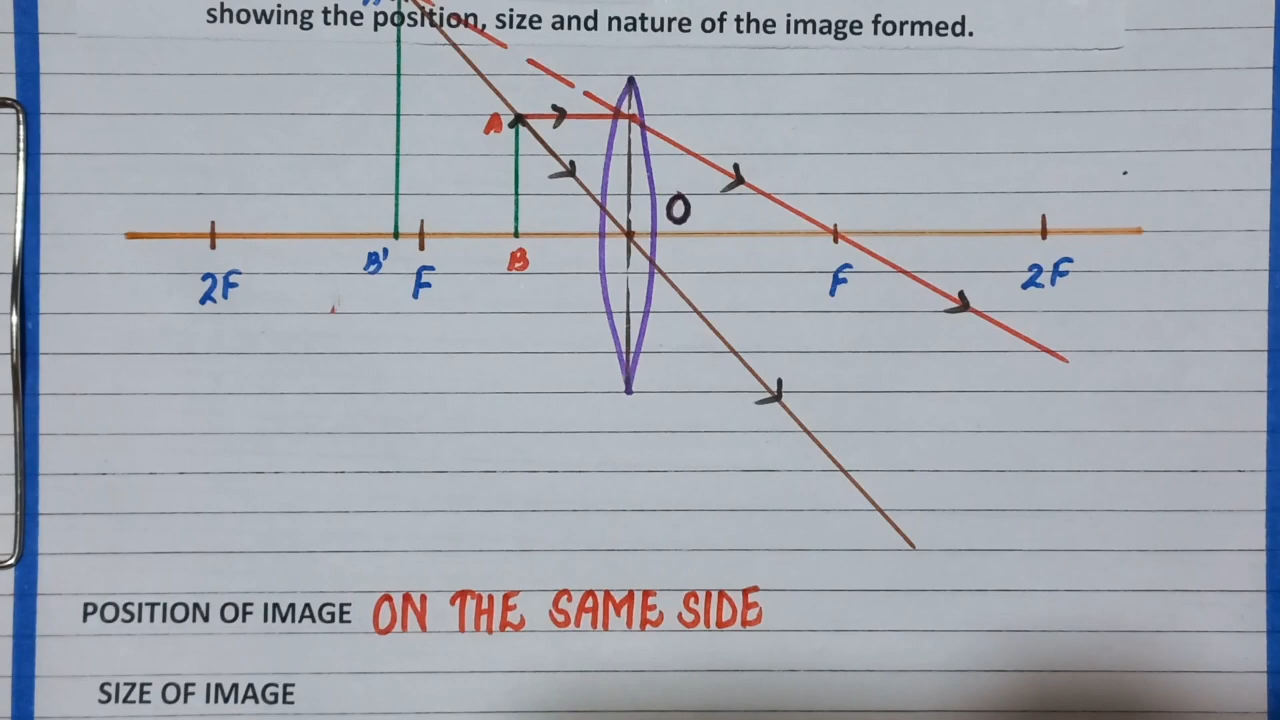 showing the position, size and nature of the image formed.
A
O
B' B
2F F F 2F
POSITION OF IMAGE ON THE SAME SIDE
SIZE OF IMAGE